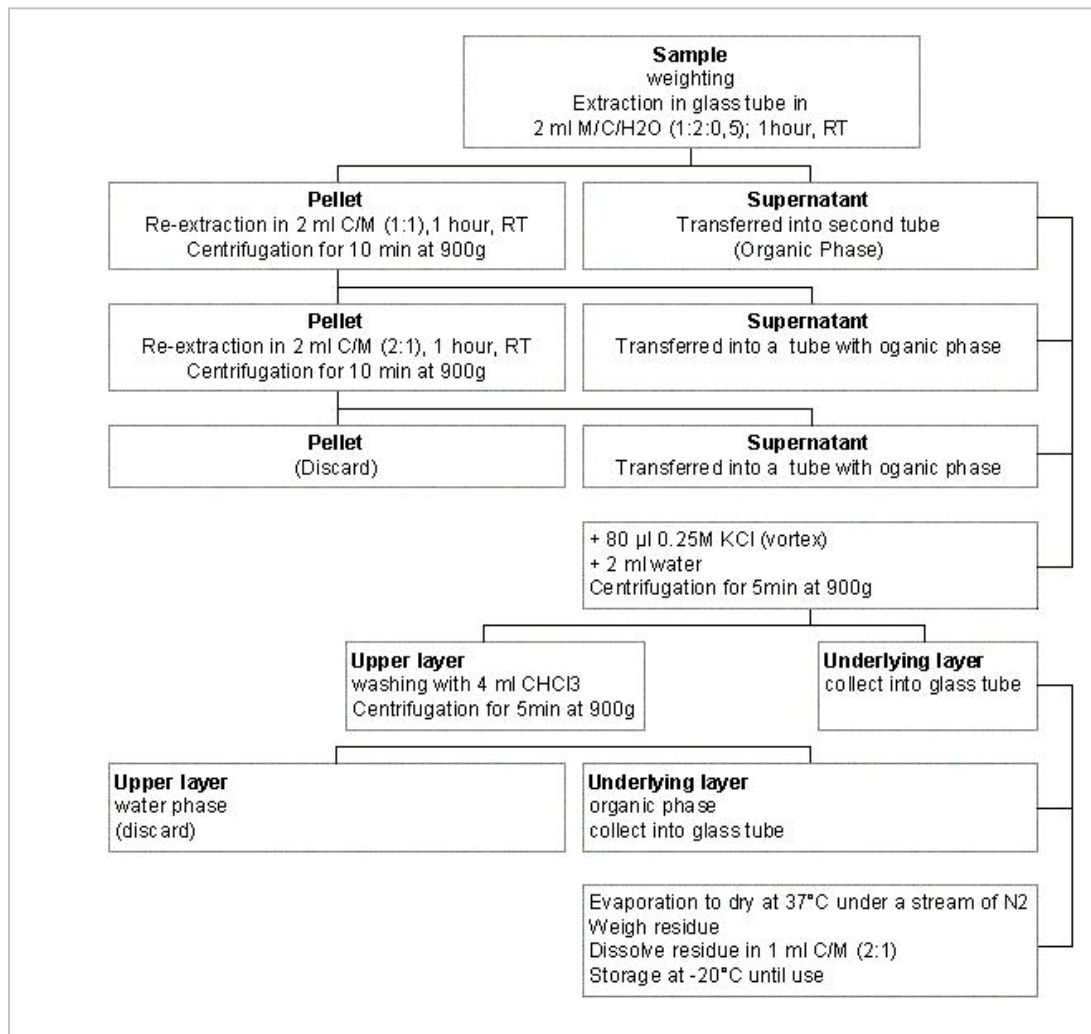 Sample
weighting
Extraction in glass tube in
2 ml M/C/H2O (1:2:0,5); 1hour, RT
Pellet
Re-extraction in 2 ml C/M (1:1),1 hour, RT
Centrifugation for 10 min at 900g
Supernatant
Transferred into second tube
(Organic Phase)
Pellet
Re-extraction in 2 ml C/M (2:1), 1 hour, RT
Centrifugation for 10 min at 900g
Supernatant
Transferred into a tube with oganic phase
Pellet
(Discard)
Supernatant
Transferred into a tube with oganic phase
+ 80 µl 0.25M KCl (vortex)
+ 2 ml water
Centrifugation for 5min at 900g
Upper layer
washing with 4 ml CHCl3
Centrifugation for 5min at 900g
Underlying layer
collect into glass tube
Upper layer
water phase
(discard)
Underlying layer
organic phase
collect into glass tube
Evaporation to dry at 37°C under a stream of N2
Weigh residue
Dissolve residue in 1 ml C/M (2:1)
Storage at -20°C until use